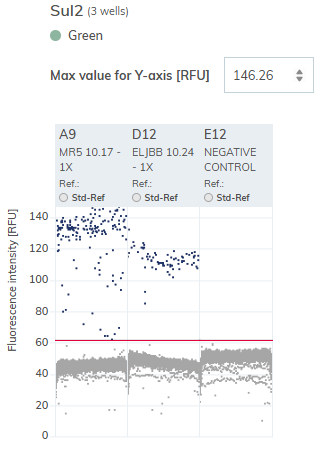 Sul2 (3 wells)
Green
Max value for Y-axis [RFU] 146.26
A9 D12 E12
MR5 10.17 - ELJBB 10.24 NEGATIVE
1X - 1X CONTROL
Ref.: Ref.: Ref.:
Std-Ref Std-Ref Std-Ref
Fluorescence intensity [RFU]
140
120
100
80
60
40
20
0